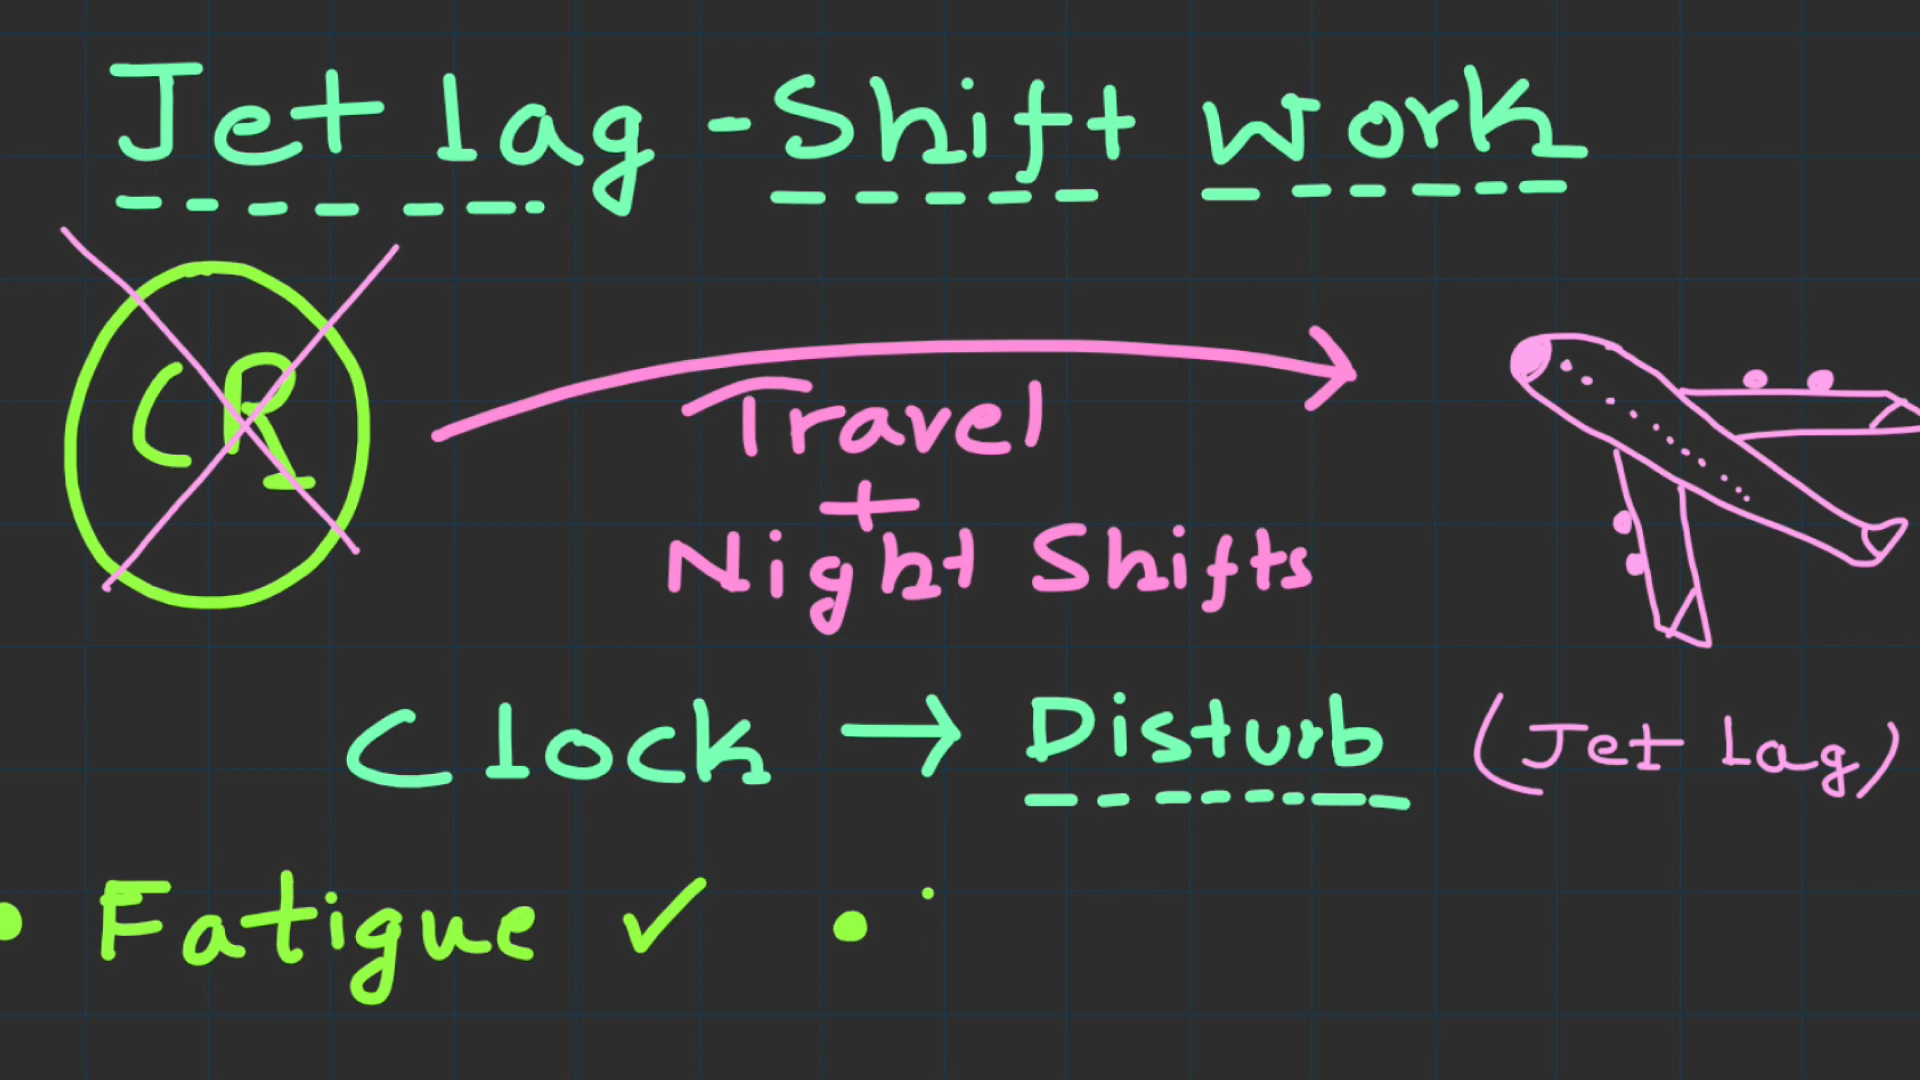 Jet lag - Shift work
CR
Travel
+
Night Shifts
Clock → Disturb (Jet Lag)
• Fatigue ✓ •